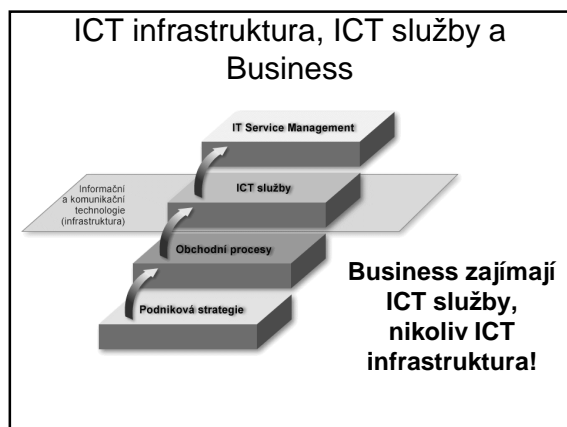 ICT infrastruktura, ICT služby a
Business
IT Service Management
Informační
a komunikační
technologie
(infrastruktura)
ICT služby
Obchodní procesy
Podniková strategie
Business zajímají
ICT služby,
nikoliv ICT
infrastruktura!